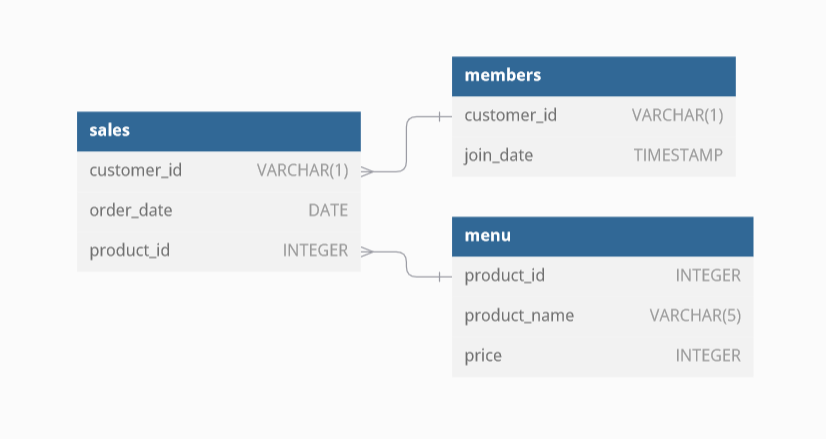 sales
customer_id VARCHAR(1)
order_date DATE
product_id INTEGER
members
customer_id VARCHAR(1)
join_date TIMESTAMP
menu
product_id INTEGER
product_name VARCHAR(5)
price INTEGER